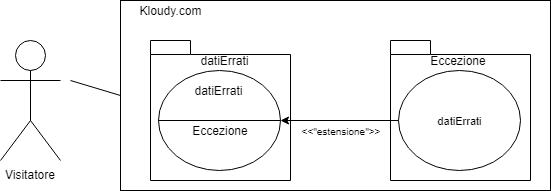 Kloudy.com
datiErrati
Eccezione
datiErrati
Eccezione
<<"estensione">>
datiErrati
Visitatore